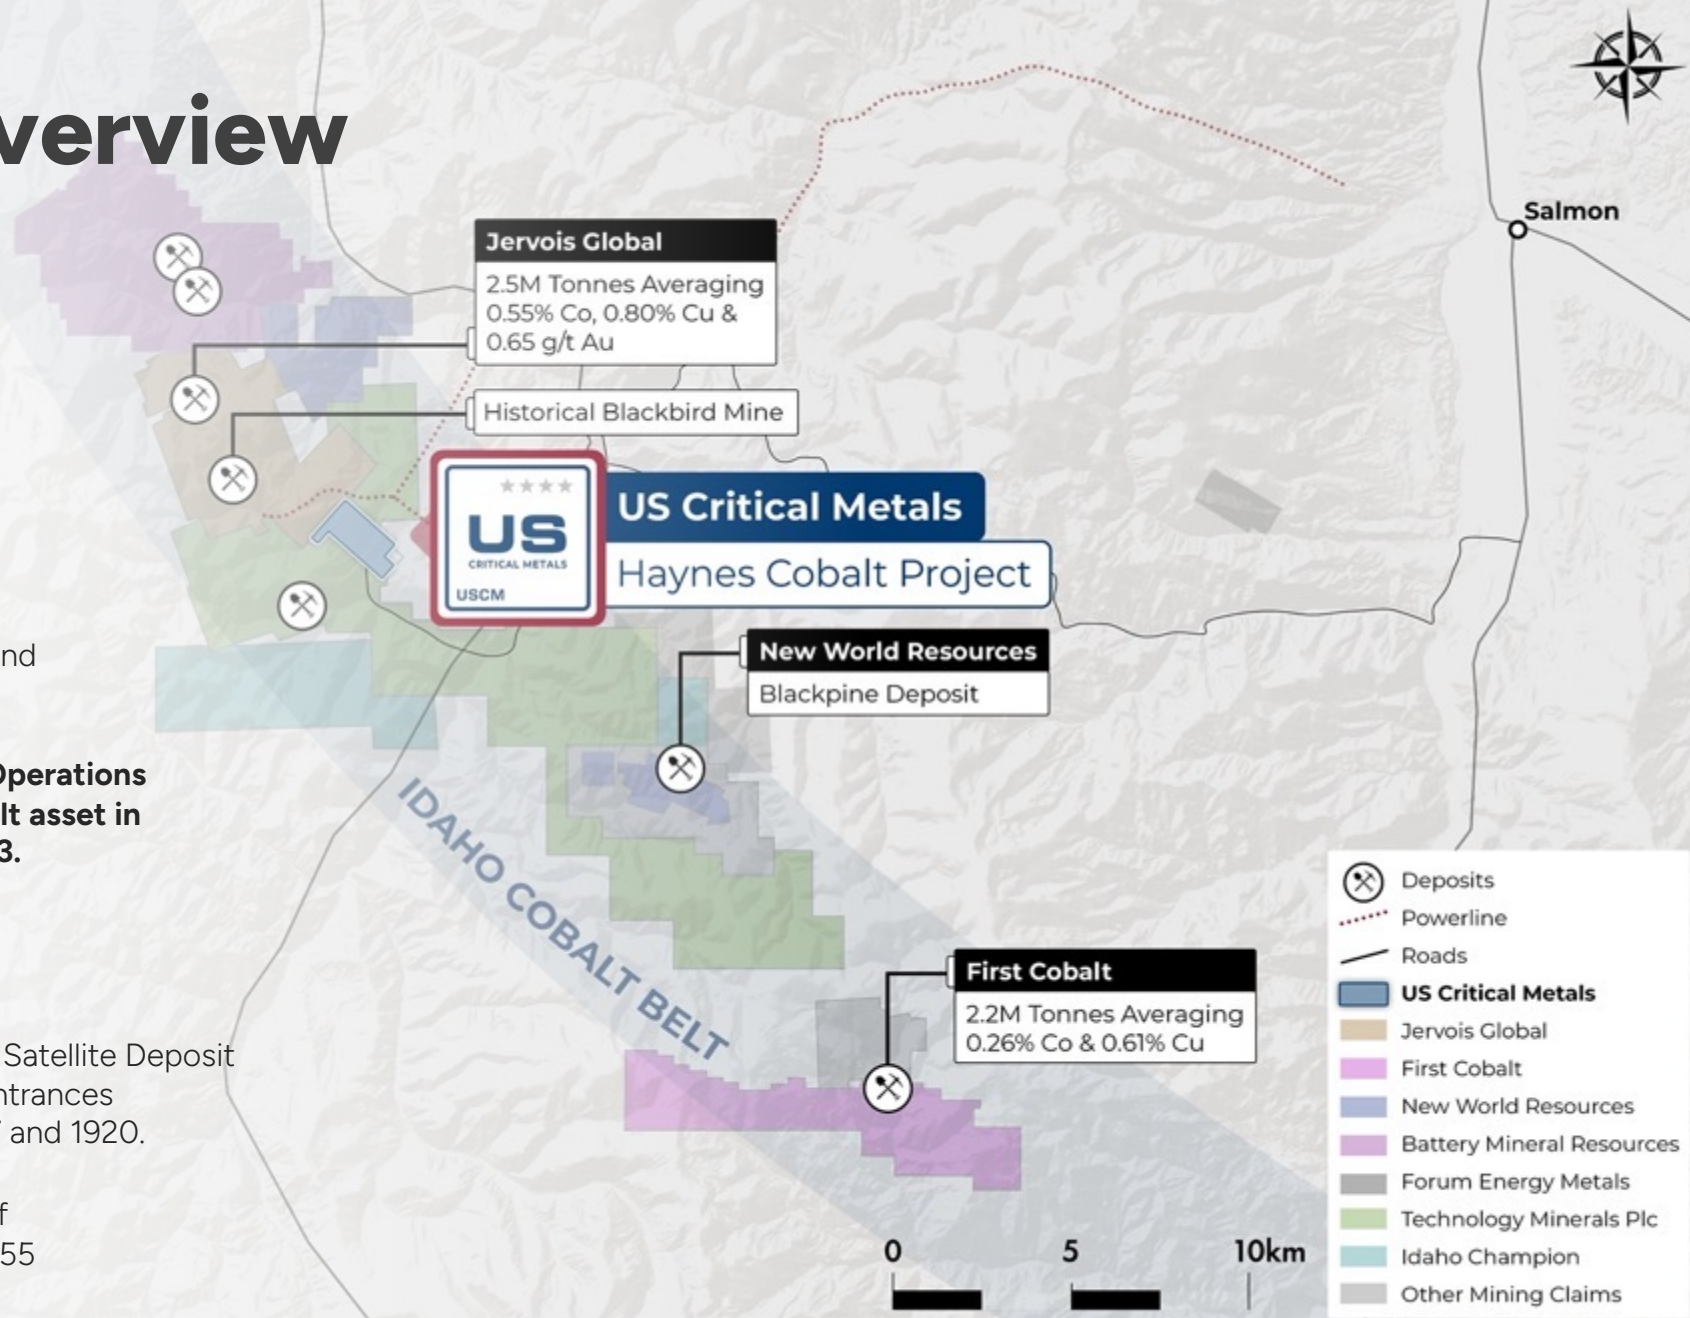 verview
Salmon
Jervois Global
2.5M Tonnes Averaging
0.55% Co, 0.80% Cu &
0.65 g/t Au
Historical Blackbird Mine
US
CRITICAL METALS
USCM
US Critical Metals
Haynes Cobalt Project
New World Resources
Blackpine Deposit
nd
Operations
lt asset in
3.
IDAHO COBALT BELT
First Cobalt
2.2M Tonnes Averaging
0.26% Co & 0.61% Cu
Satellite Deposit
ntrances
and 1920.
f
55
0 5 10km
Deposits
Powerline
Roads
US Critical Metals
Jervois Global
First Cobalt
New World Resources
Battery Mineral Resources
Forum Energy Metals
Technology Minerals Plc
Idaho Champion
Other Mining Claims